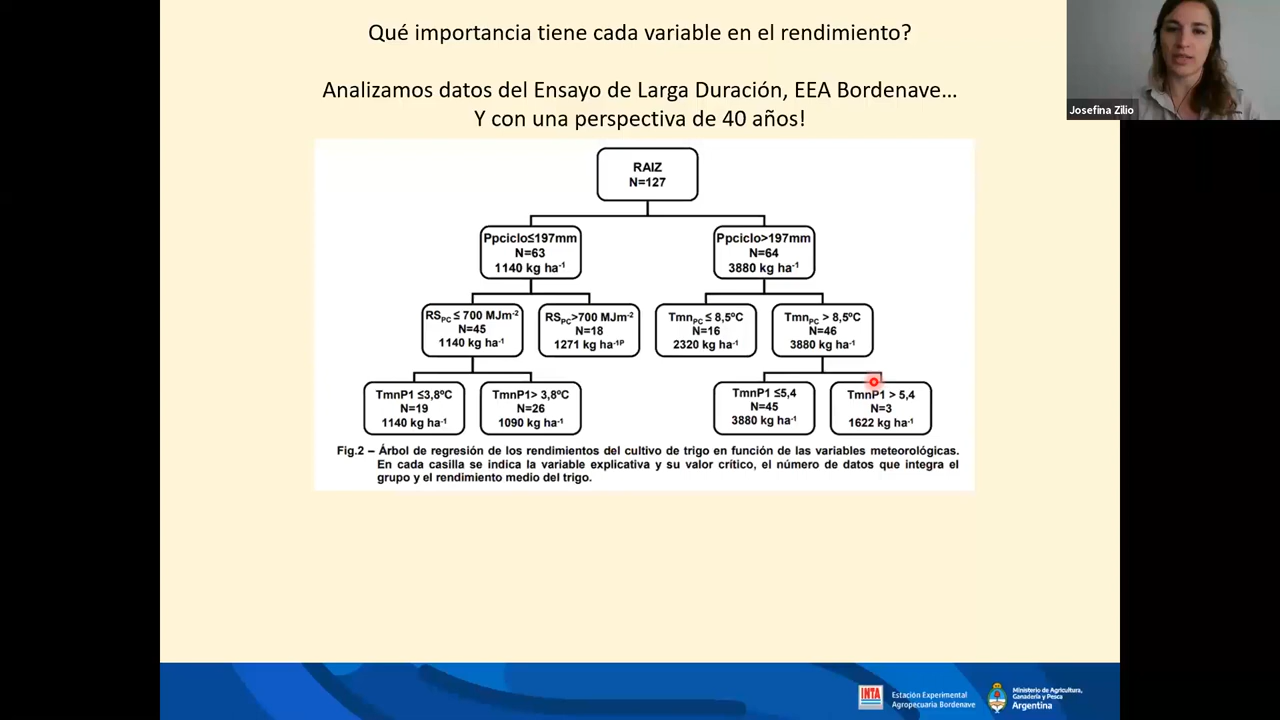 Qué importancia tiene cada variable en el rendimiento?
Analizamos datos del Ensayo de Larga Duración, EEA Bordenave...
Y con una perspectiva de 40 años!
Josefina Zilio
RAIZ
N=127
Ppciclo≤197mm
N=63
1140 kg ha⁻¹
Ppciclo>197mm
N=64
3880 kg ha⁻¹
RSPC ≤ 700 MJm⁻²
N=45
1140 kg ha⁻¹
RSPC>700 MJm⁻²
N=18
1271 kg ha⁻¹ᴾ
TmnPC ≤ 8,5ºC
N=16
2320 kg ha⁻¹
TmnPC > 8,5ºC
N=46
3880 kg ha⁻¹
TmnP1 ≤3,8ºC
N=19
1140 kg ha⁻¹
TmnP1> 3,8ºC
N=26
1090 kg ha⁻¹
TmnP1 ≤5,4
N=45
3880 kg ha⁻¹
TmnP1 > 5,4
N=3
1622 kg ha⁻¹
Fig.2 – Árbol de regresión de los rendimientos del cultivo de trigo en función de las variables meteorológicas.
En cada casilla se indica la variable explicativa y su valor crítico, el número de datos que integra el
grupo y el rendimiento medio del trigo.
INTA
Estación Experimental
Agropecuaria Bordenave
Ministerio de Agricultura,
Ganadería y Pesca
Argentina